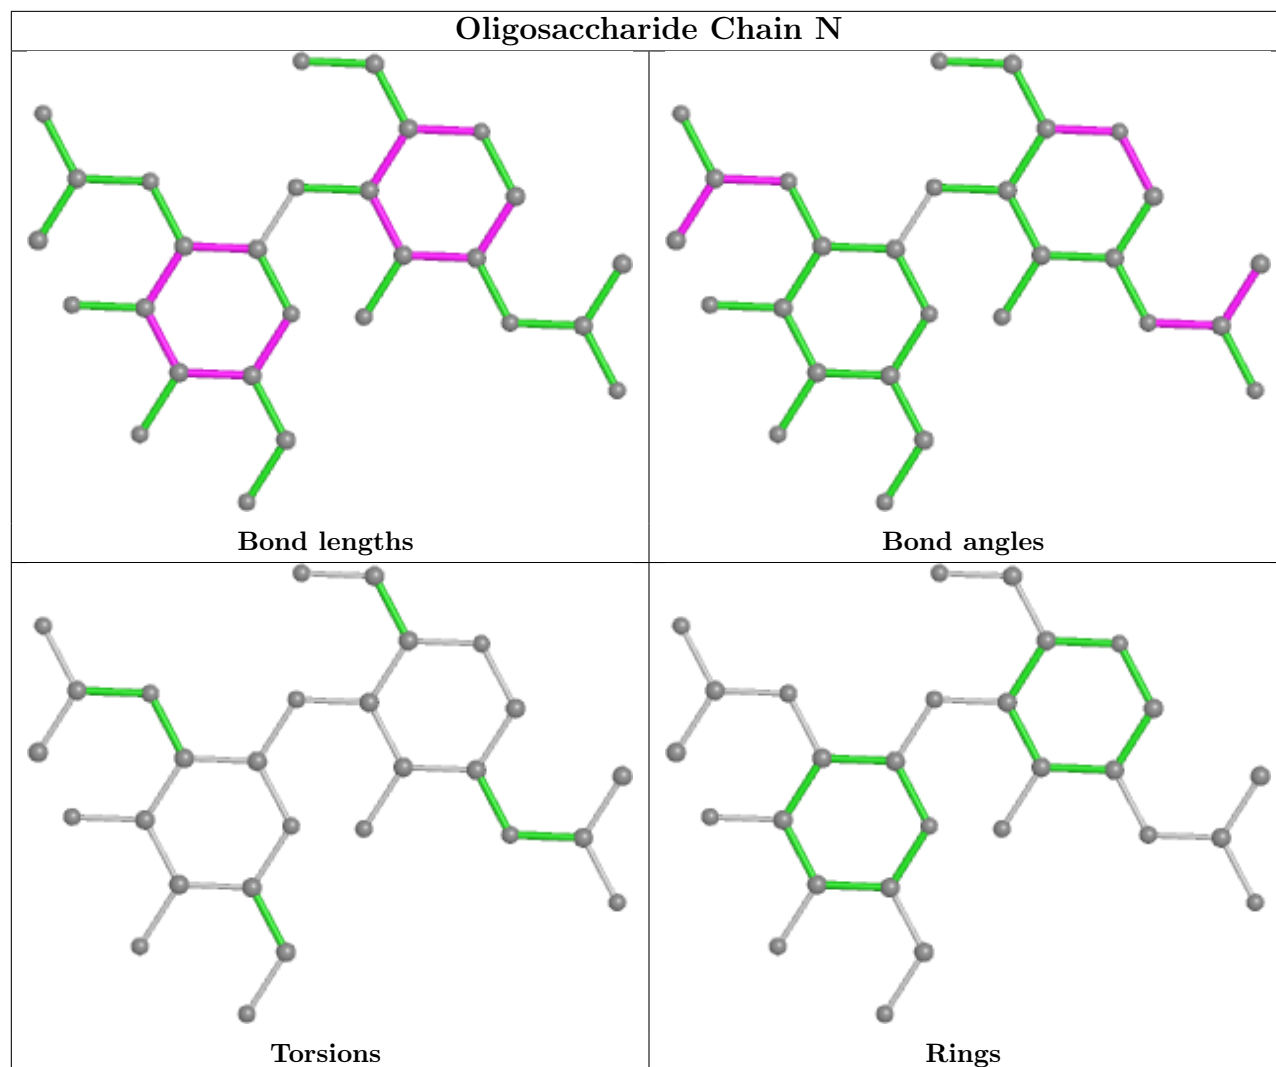 Oligosaccharide Chain N
Bond lengths
Bond angles
Torsions
Rings